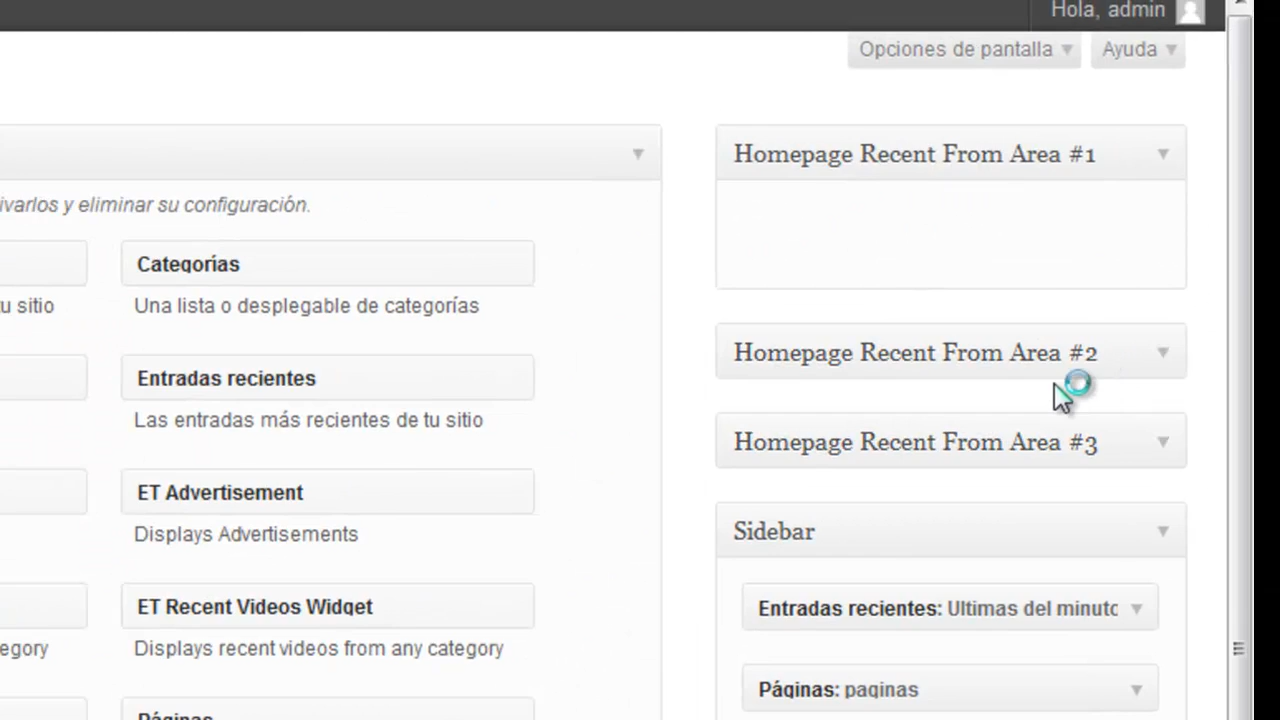 Hola, admin
Opciones de pantalla
Ayuda
Homepage Recent From Area #1
ivarlos y eliminar su configuración.
Categorías
tu sitio
Una lista o desplegable de categorías
Homepage Recent From Area #2
Entradas recientes
Las entradas más recientes de tu sitio
Homepage Recent From Area #3
ET Advertisement
Displays Advertisements
Sidebar
ET Recent Videos Widget
Entradas recientes: Ultimas del minuto
egory
Displays recent videos from any category
Páginas: paginas
Páginas